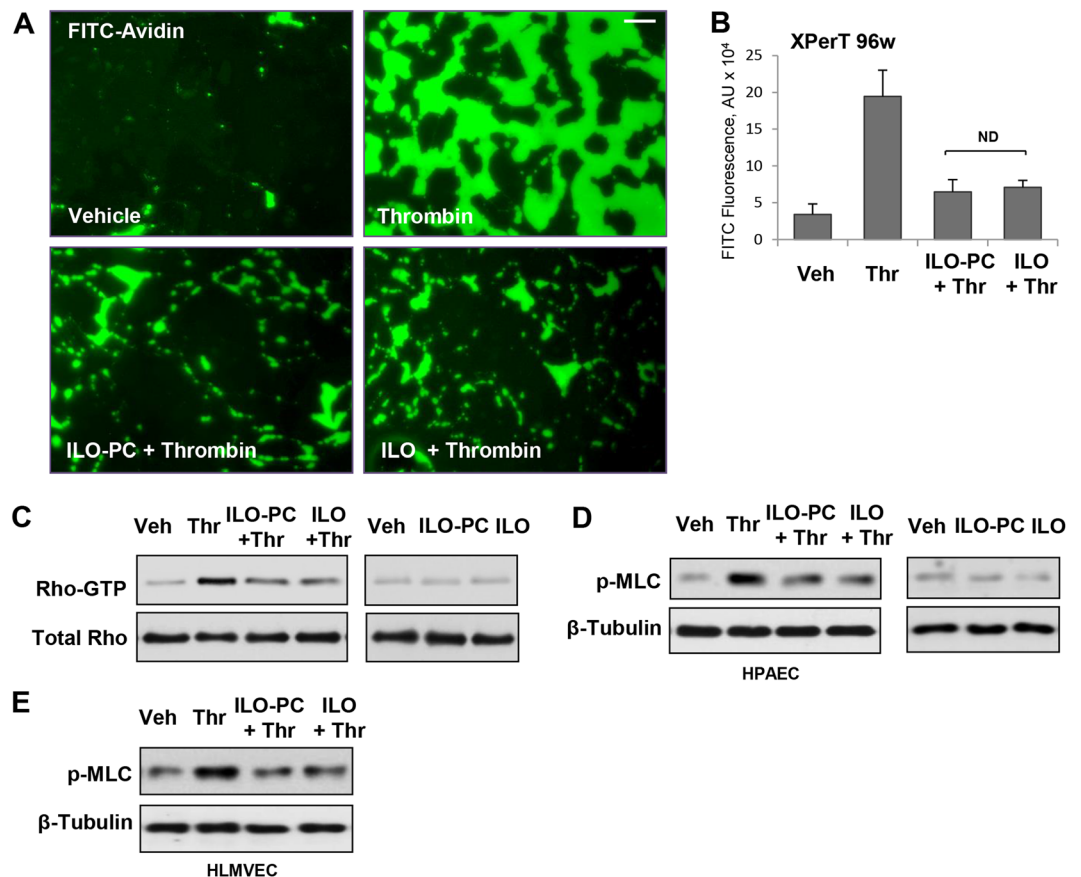 A
FITC-Avidin
Vehicle
Thrombin
ILO-PC + Thrombin
ILO + Thrombin
B
XPerT 96w
FITC Fluorescence, AU x 10⁴
25
20
15
10
5
0
ND
Veh
Thr
ILO-PC
+ Thr
ILO
+ Thr
C
Veh Thr ILO-PC +Thr ILO +Thr
Veh ILO-PC ILO
Rho-GTP
Total Rho
D
Veh Thr ILO-PC + Thr ILO + Thr
Veh ILO-PC ILO
p-MLC
β-Tubulin
HPAEC
E
Veh Thr ILO-PC + Thr ILO + Thr
p-MLC
β-Tubulin
HLMVEC